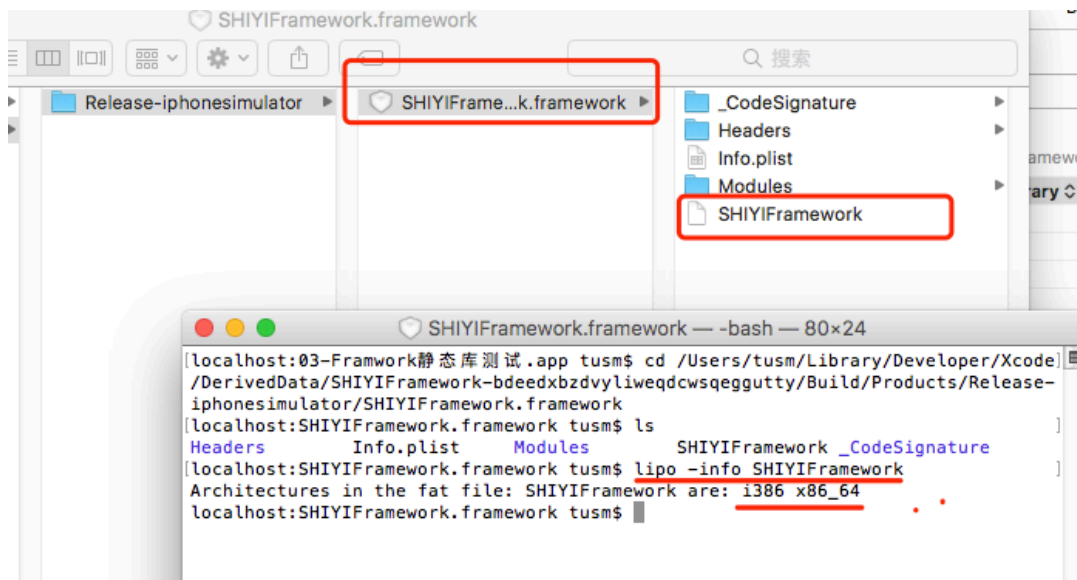 SHIYIFramework.framework
搜索
Release-iphonesimulator
SHIYIFrame...k.framework
_CodeSignature
Headers
Info.plist
Modules
SHIYIFramework
amew
ary
SHIYIFramework.framework — -bash — 80×24
[localhost:03-Framwork静态库测试.app tusm$ cd /Users/tusm/Library/Developer/Xcode]
/DerivedData/SHIYIFramework-bdeedxbzdvyliweqdcwsqeggutty/Build/Products/Release-
iphonesimulator/SHIYIFramework.framework
[localhost:SHIYIFramework.framework tusm$ ls ]
Headers Info.plist Modules SHIYIFramework _CodeSignature
[localhost:SHIYIFramework.framework tusm$ lipo -info SHIYIFramework ]
Architectures in the fat file: SHIYIFramework are: i386 x86_64
localhost:SHIYIFramework.framework tusm$